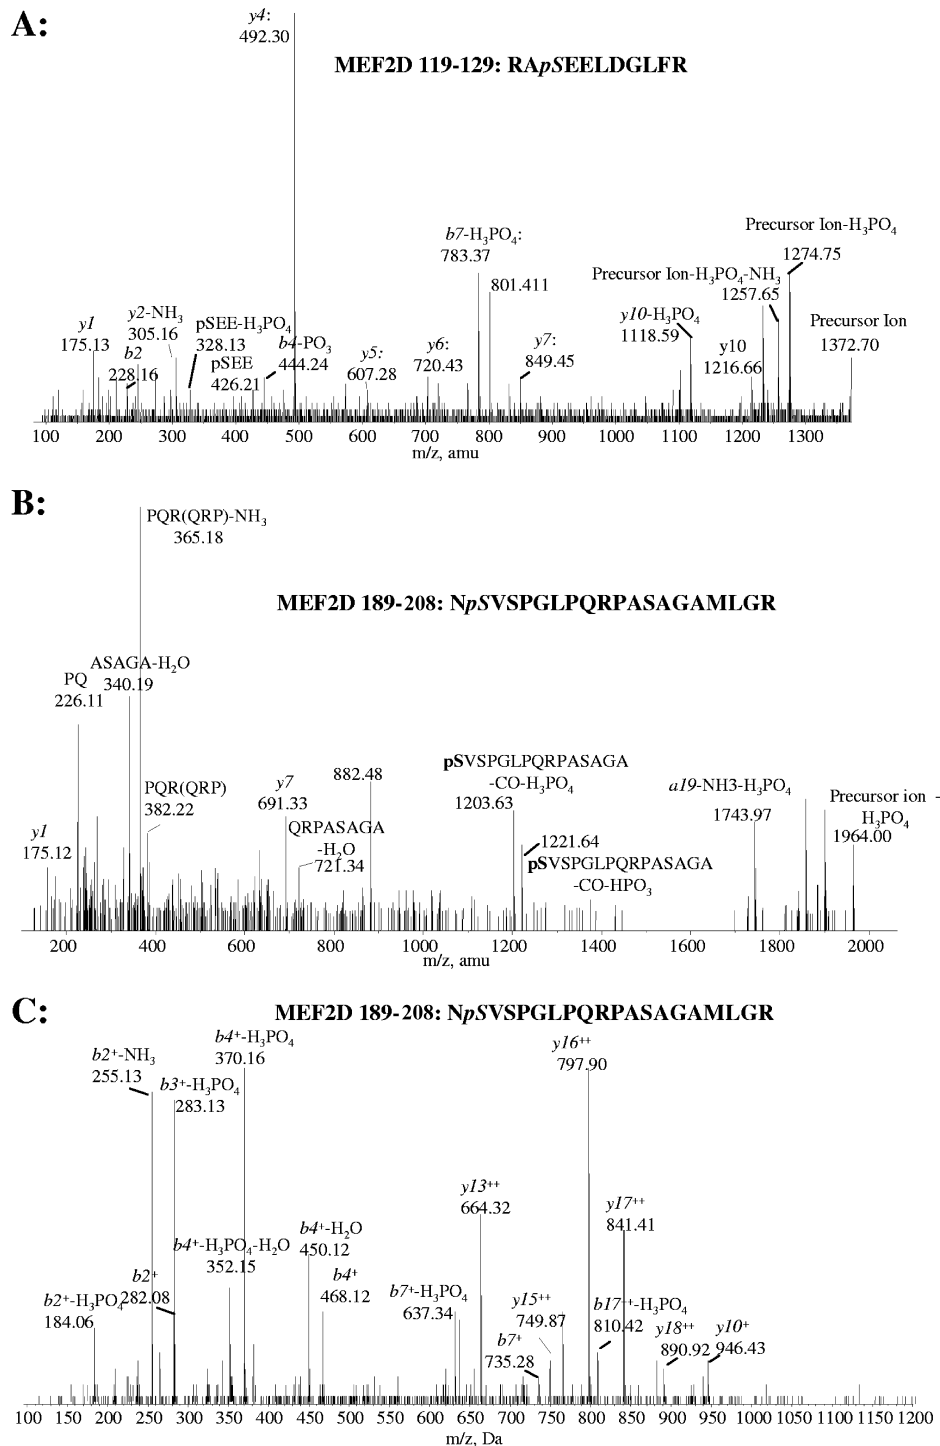 A:
MEF2D 119-129: RApSEELDGLFR
y4:
492.30
y1
175.13
y2-NH3
305.16
b2
228.16
pSEE-H3PO4
328.13
pSEE
426.21
b4-PO3
444.24
y5:
607.28
y6:
720.43
b7-H3PO4:
783.37
801.411
y7:
849.45
y10-H3PO4
1118.59
y10
1216.66
Precursor Ion-H3PO4-NH3
1257.65
Precursor Ion-H3PO4
1274.75
Precursor Ion
1372.70
100 200 300 400 500 600 700 800 900 1000 1100 1200 1300
m/z, amu
B:
PQR(QRP)-NH3
365.18
MEF2D 189-208: NpSVSPGLPQRPASAGAMLGR
ASAGA-H2O
340.19
PQ
226.11
PQR(QRP)
382.22
y1
175.12
y7
691.33
QRPASAGA
-H2O
721.34
882.48
pSVSPGLPQRPASAGA
-CO-H3PO4
1203.63
1221.64
pSVSPGLPQRPASAGA
-CO-HPO3
a19-NH3-H3PO4
1743.97
Precursor ion -
H3PO4
1964.00
200 400 600 800 1000 1200 1400 1600 1800 2000
m/z, amu
C:
MEF2D 189-208: NpSVSPGLPQRPASAGAMLGR
b2+-NH3
255.13
b3+-H3PO4
283.13
b4+-H3PO4
370.16
b4+-H3PO4-H2O
352.15
b2+
282.08
b2+-H3PO4
184.06
b4+-H2O
450.12
b4+
468.12
b7+-H3PO4
637.34
y13++
664.32
b7+
735.28
y15++
749.87
y16++
797.90
b17++-H3PO4
810.42
y17++
841.41
y18++
890.92
y10+
946.43
100 150 200 250 300 350 400 450 500 550 600 650 700 750 800 850 900 950 1000 1050 1100 1150 1200
m/z, Da